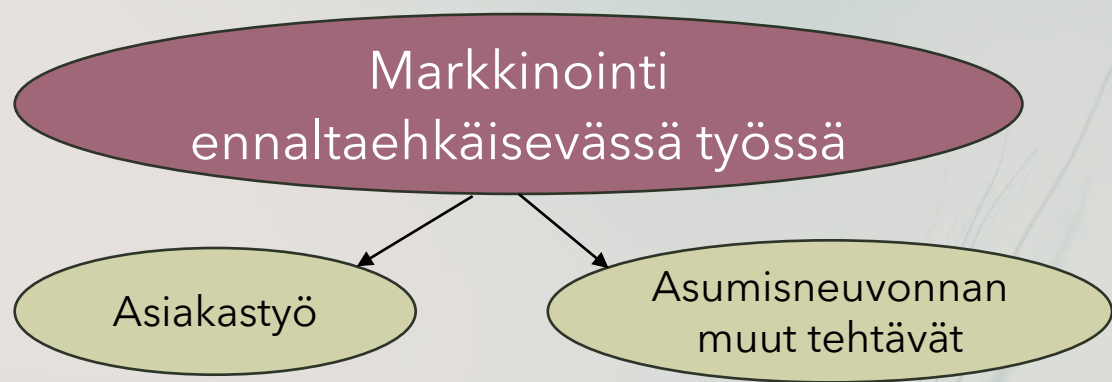 Markkinointi
ennaltaehkäisevässä työssä
Asiakastyö
Asumisneuvonnan
muut tehtävät